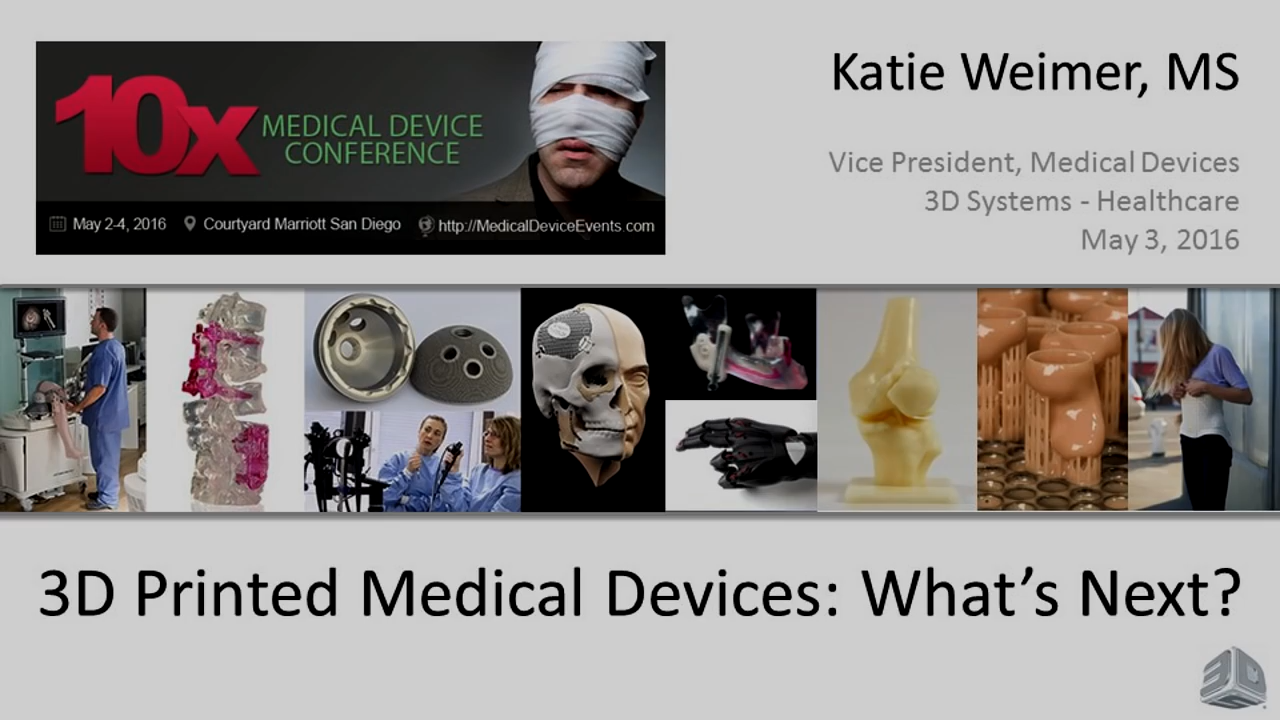 10x
MEDICAL DEVICE
CONFERENCE
May 2-4, 2016 Courtyard Marriott San Diego http://MedicalDeviceEvents.com
Katie Weimer, MS
Vice President, Medical Devices
3D Systems - Healthcare
May 3, 2016
3D Printed Medical Devices: What’s Next?